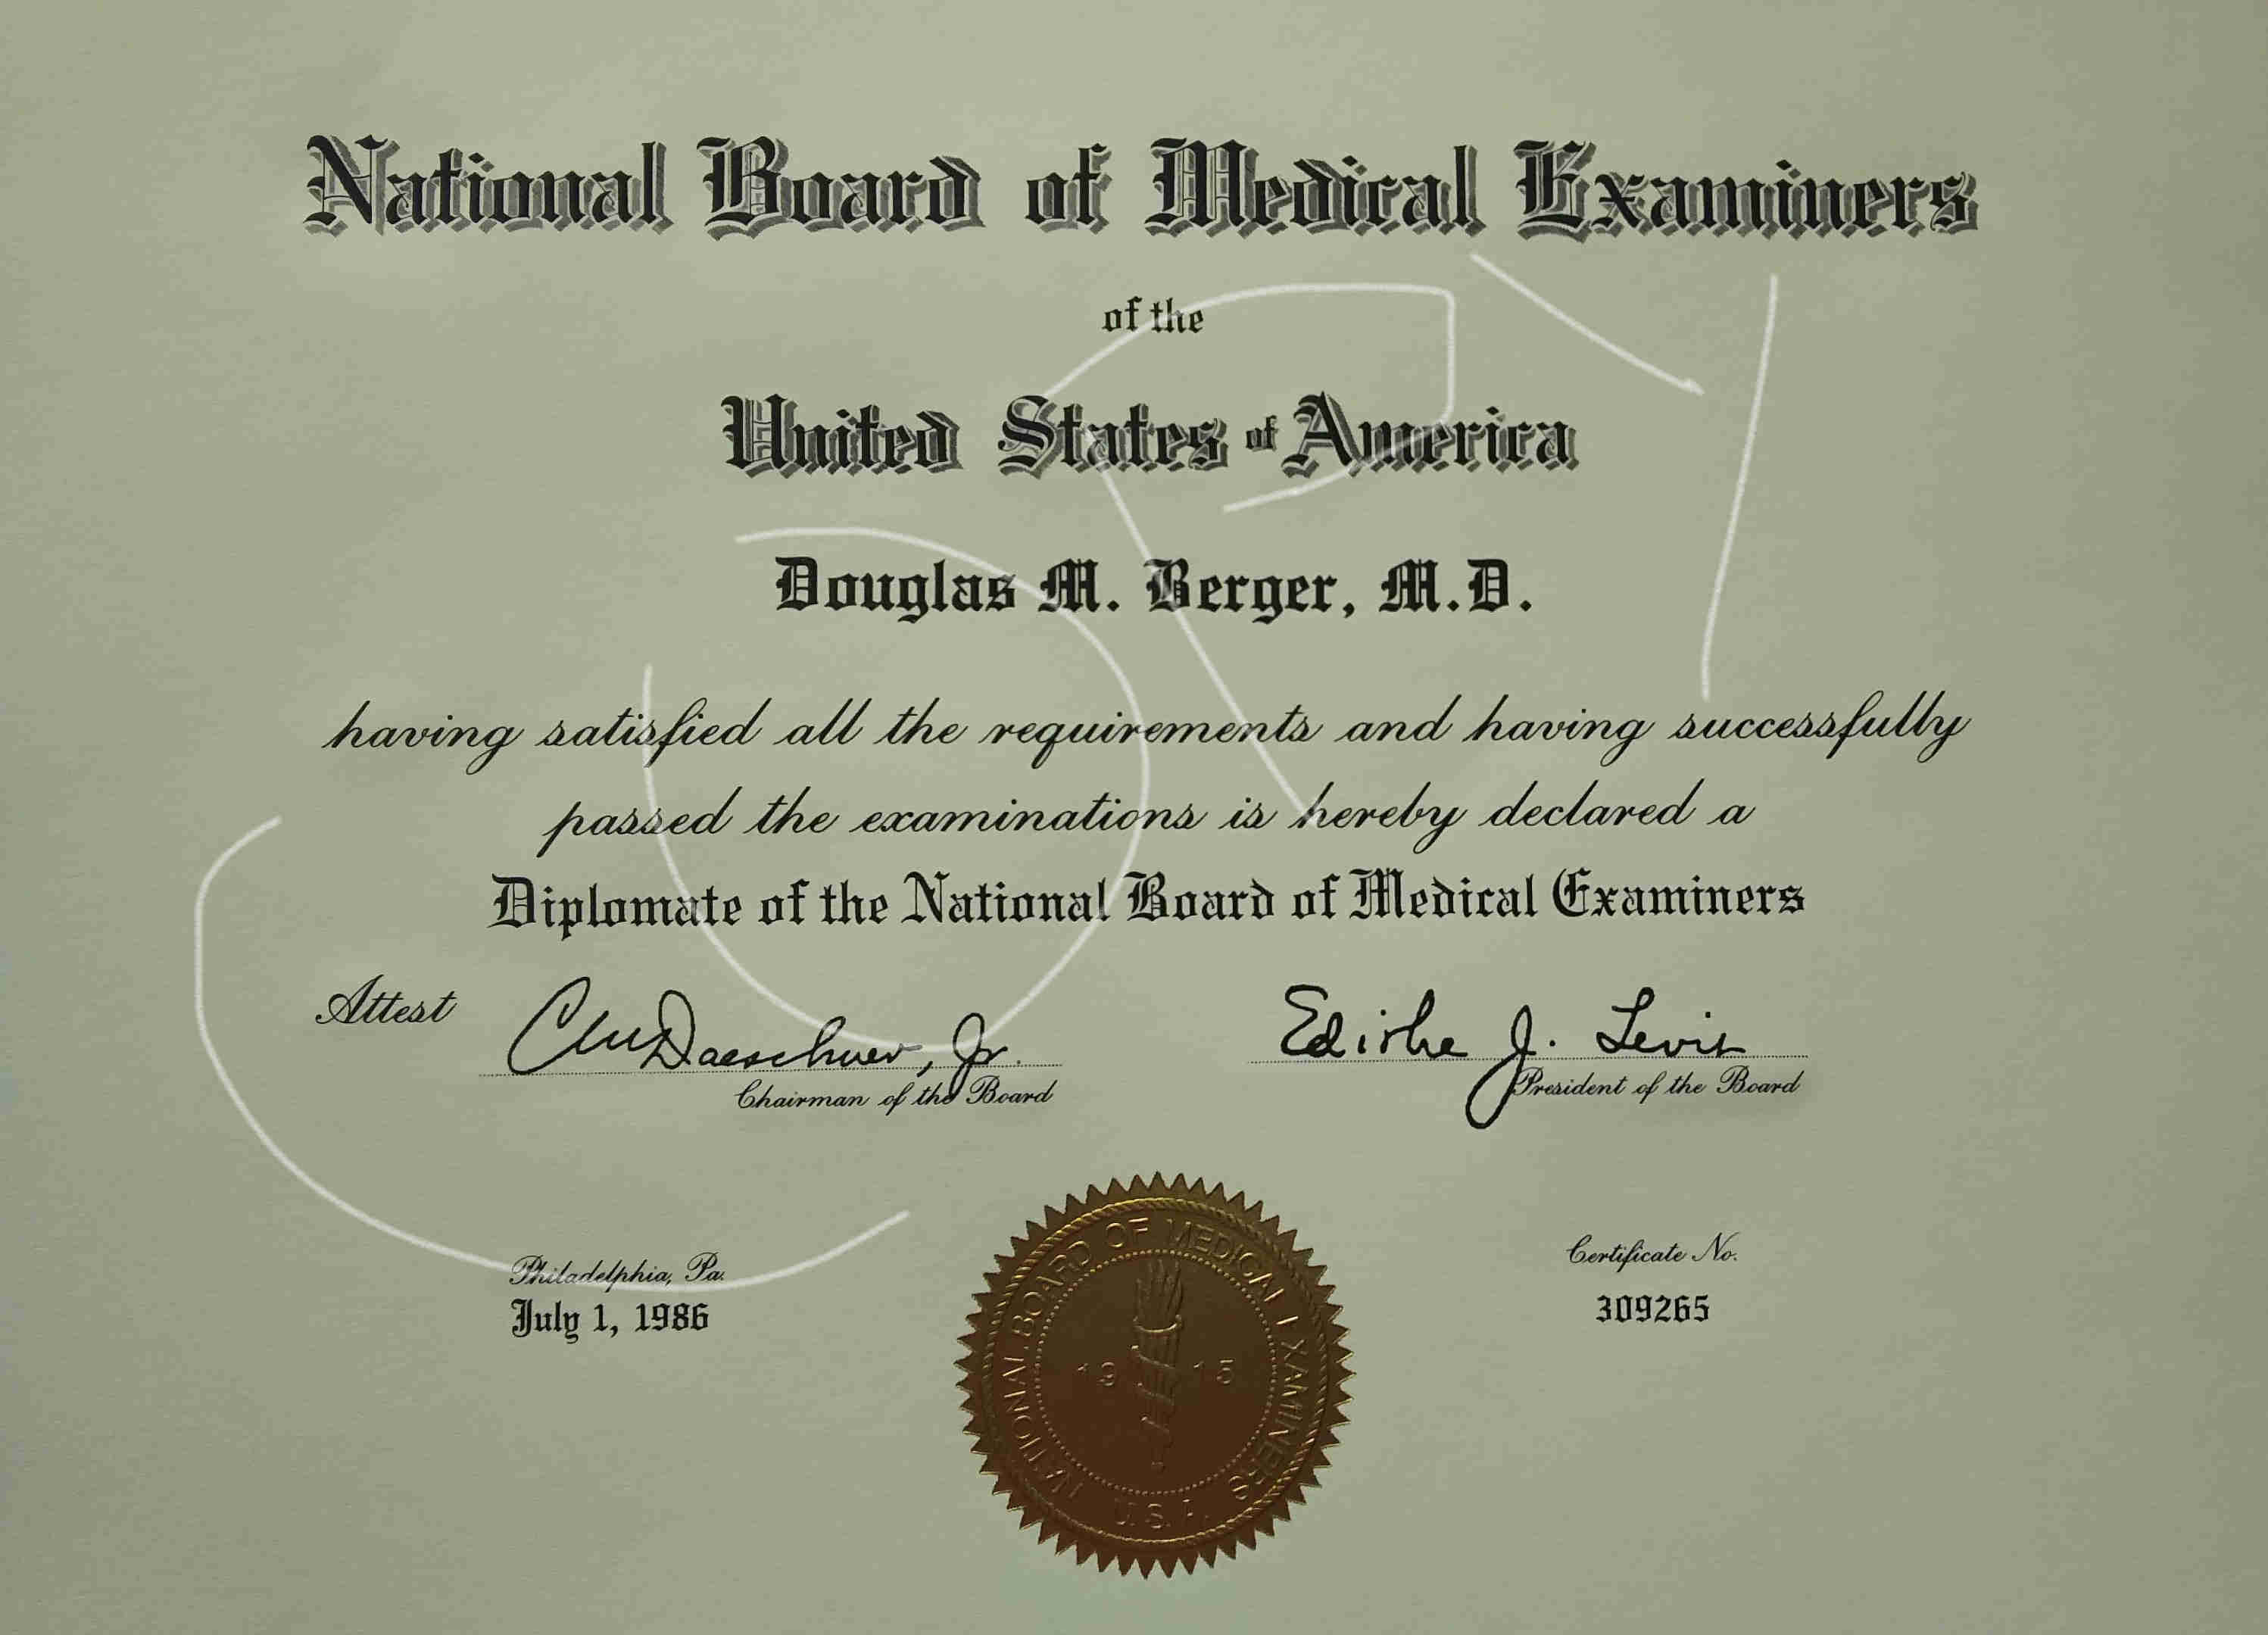 National Board of Medical Examiners
of the
United States of America
Douglas M. Berger, M.D.
having satisfied all the requirements and having successfully
passed the examinations is hereby declared a
Diplomate of the National Board of Medical Examiners
Attest
Daeschner, Jr. Edithe J. Levit
Chairman of the Board President of the Board
Philadelphia, Pa. Certificate No.
July 1, 1986 309265
NATIONAL BOARD OF MEDICAL EXAMINERS
1915
U.S.A.